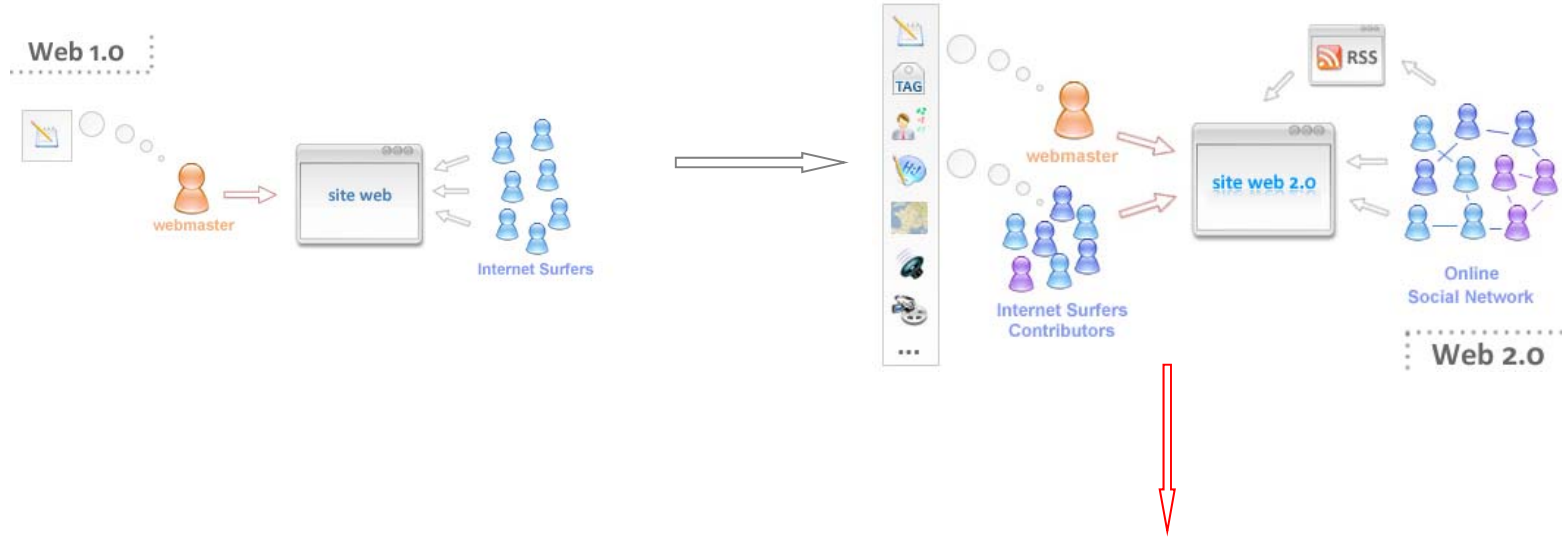 Web 1.0
webmaster
site web
Internet Surfers
TAG
Hi!
...
webmaster
Internet Surfers
Contributors
site web 2.0
RSS
Online
Social Network
Web 2.0